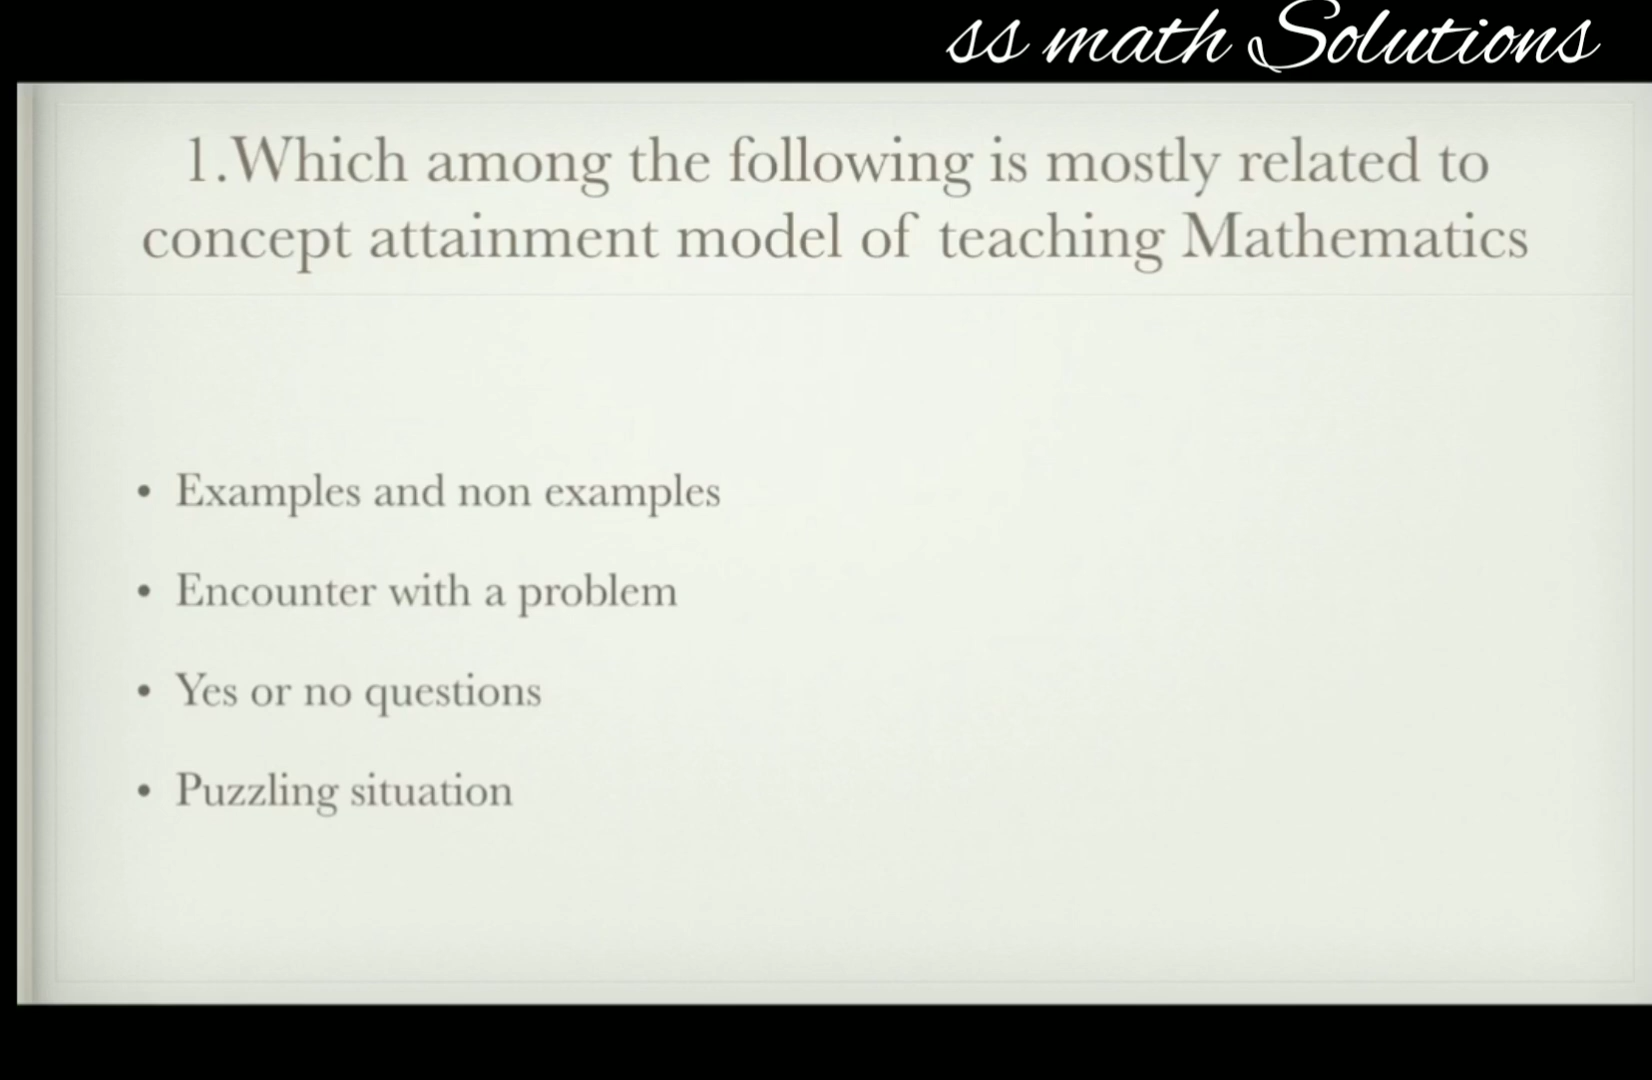 ss math Solutions
1.Which among the following is mostly related to
concept attainment model of teaching Mathematics
• Examples and non examples
• Encounter with a problem
• Yes or no questions
• Puzzling situation